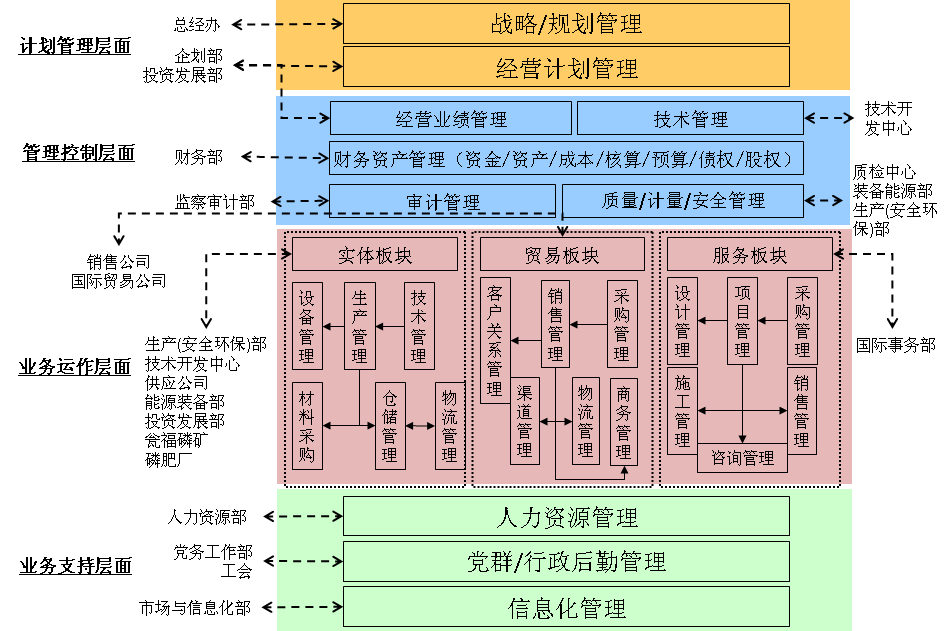 计划管理层面
总经办
战略/规划管理
企划部
投资发展部
经营计划管理
管理控制层面
经营业绩管理
技术管理
技术开
发中心
财务部
财务资产管理（资金/资产/成本/核算/预算/债权/股权）
监察审计部
审计管理
质量/计量/安全管理
质检中心
装备能源部
生产(安全环
保)部
业务运作层面
销售公司
国际贸易公司
生产(安全环保)部
技术开发中心
供应公司
能源装备部
投资发展部
瓮福磷矿
磷肥厂
实体板块
设备管理
生产管理
技术管理
材料采购
仓储管理
物流管理
贸易板块
客户关系管理
销售管理
采购管理
渠道管理
物流管理
商务管理
服务板块
设计管理
项目管理
采购管理
施工管理
销售管理
咨询管理
国际事务部
业务支持层面
人力资源部
人力资源管理
党务工作部
工会
党群/行政后勤管理
市场与信息化部
信息化管理